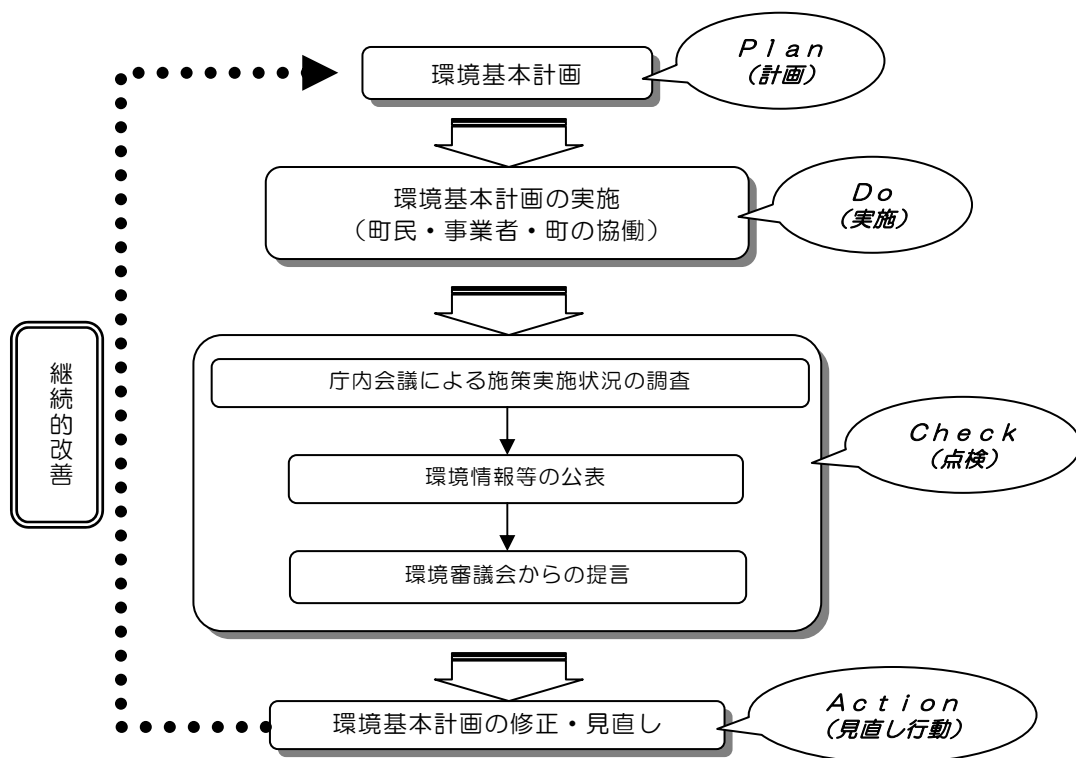 環境基本計画
Plan
(計画)
環境基本計画の実施
（町民・事業者・町の協働）
Do
(実施)
継続的改善
庁内会議による施策実施状況の調査
環境情報等の公表
環境審議会からの提言
Check
(点検)
環境基本計画の修正・見直し
Action
(見直し行動)